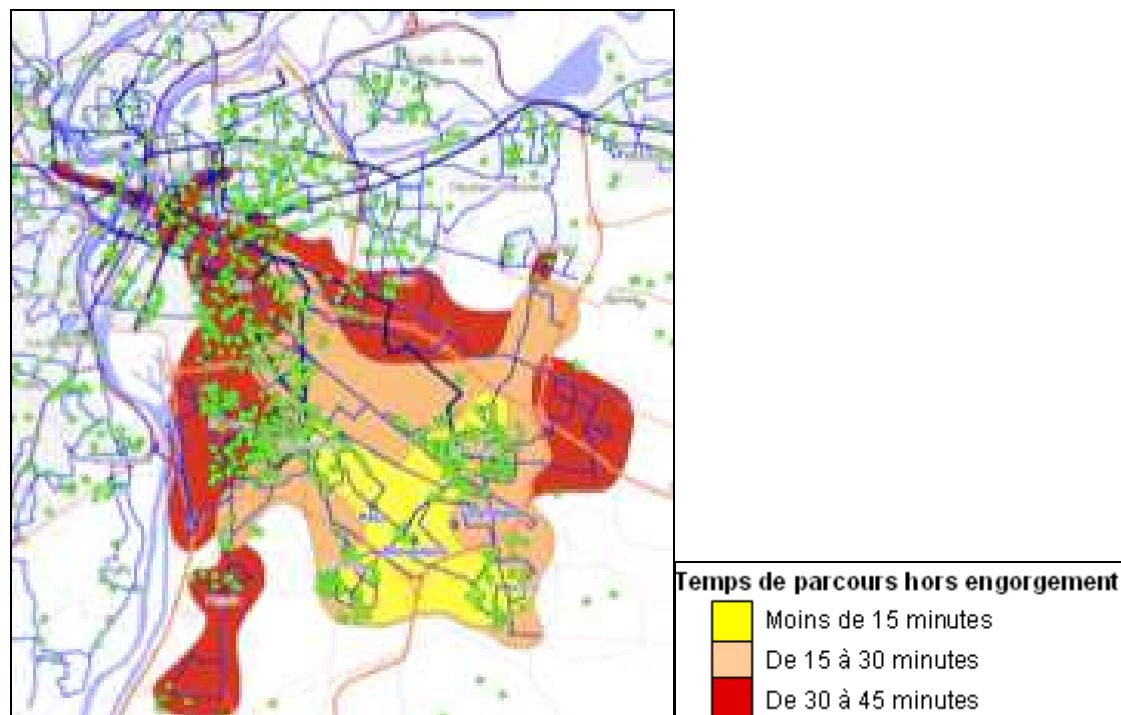 Temps de parcours hors engorgement
Moins de 15 minutes
De 15 à 30 minutes
De 30 à 45 minutes